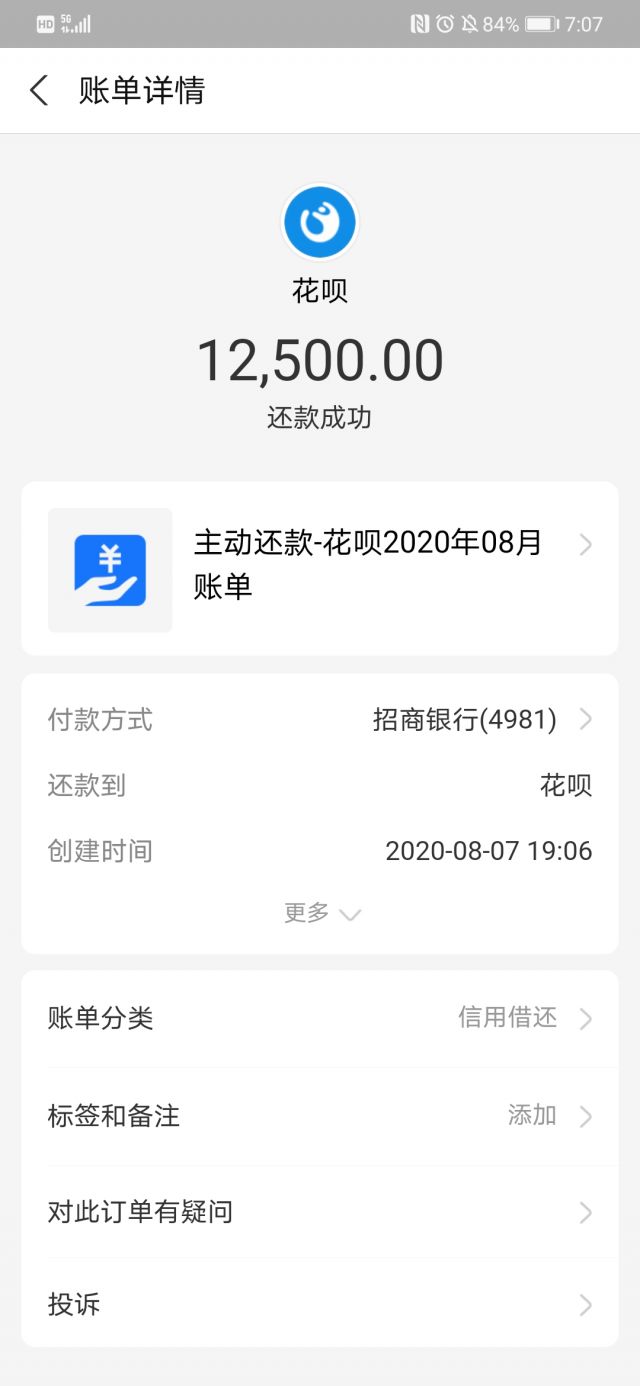 HD 5G 84% 7:07
账单详情
花呗
12,500.00
还款成功
主动还款-花呗2020年08月
账单
付款方式 招商银行(4981)
还款到 花呗
创建时间 2020-08-07 19:06
更多
账单分类 信用借还
标签和备注 添加
对此订单有疑问
投诉